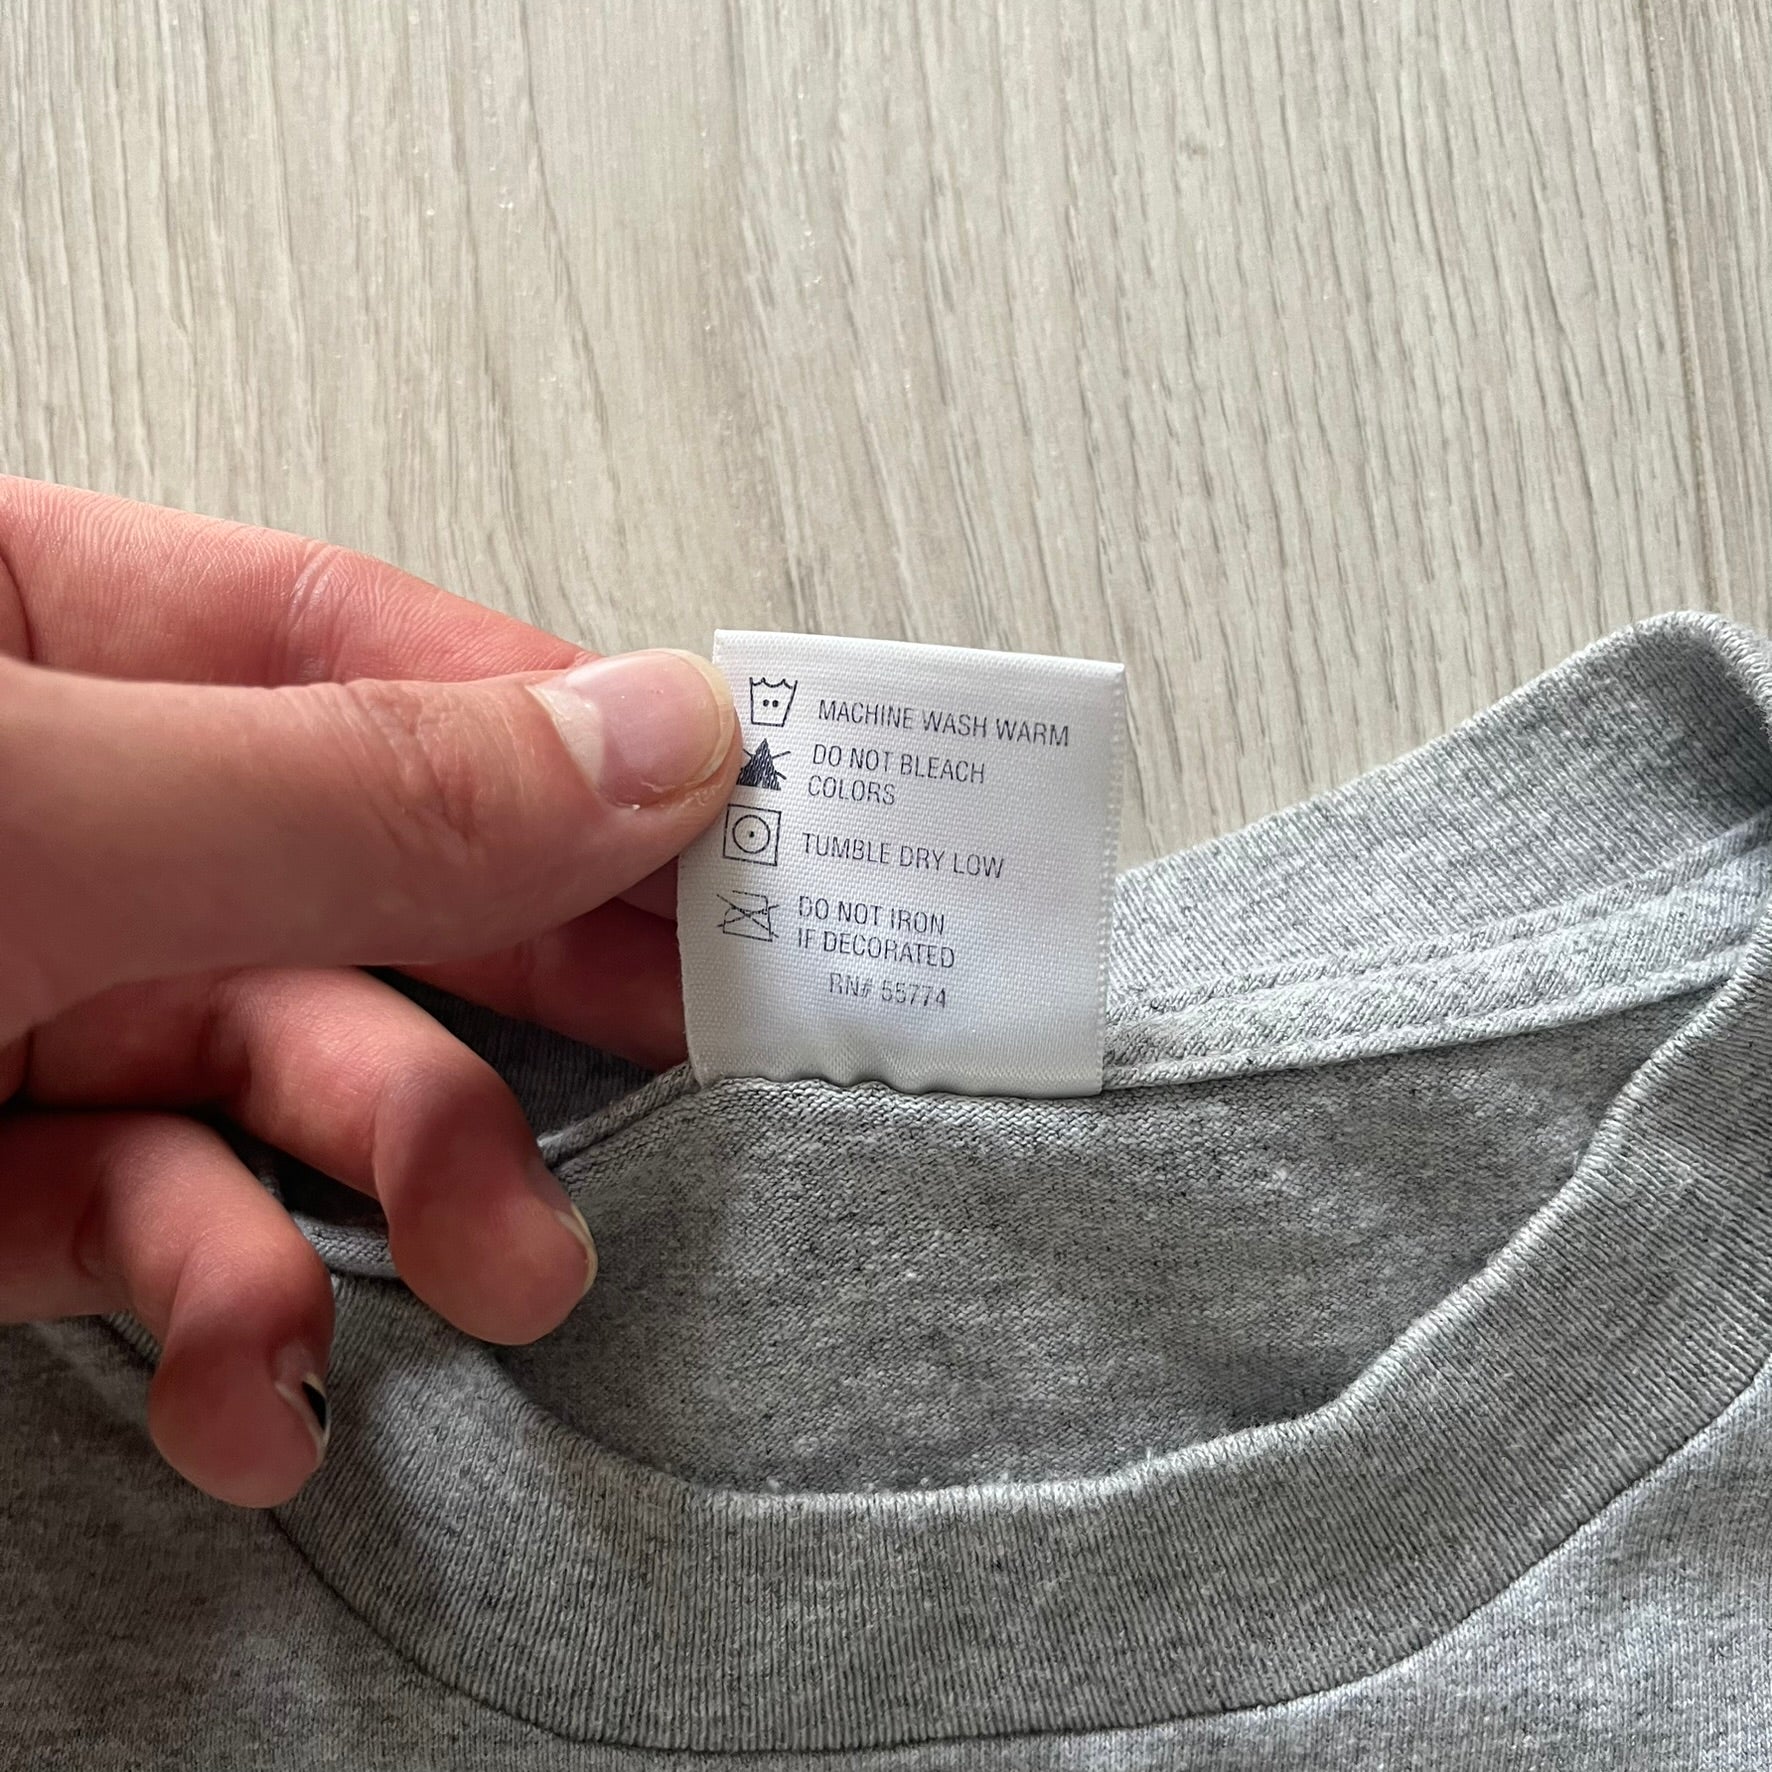 MACHINE WASH WARM
DO NOT BLEACH
COLORS
TUMBLE DRY LOW
DO NOT IRON
IF DECORATED
RN# 55774